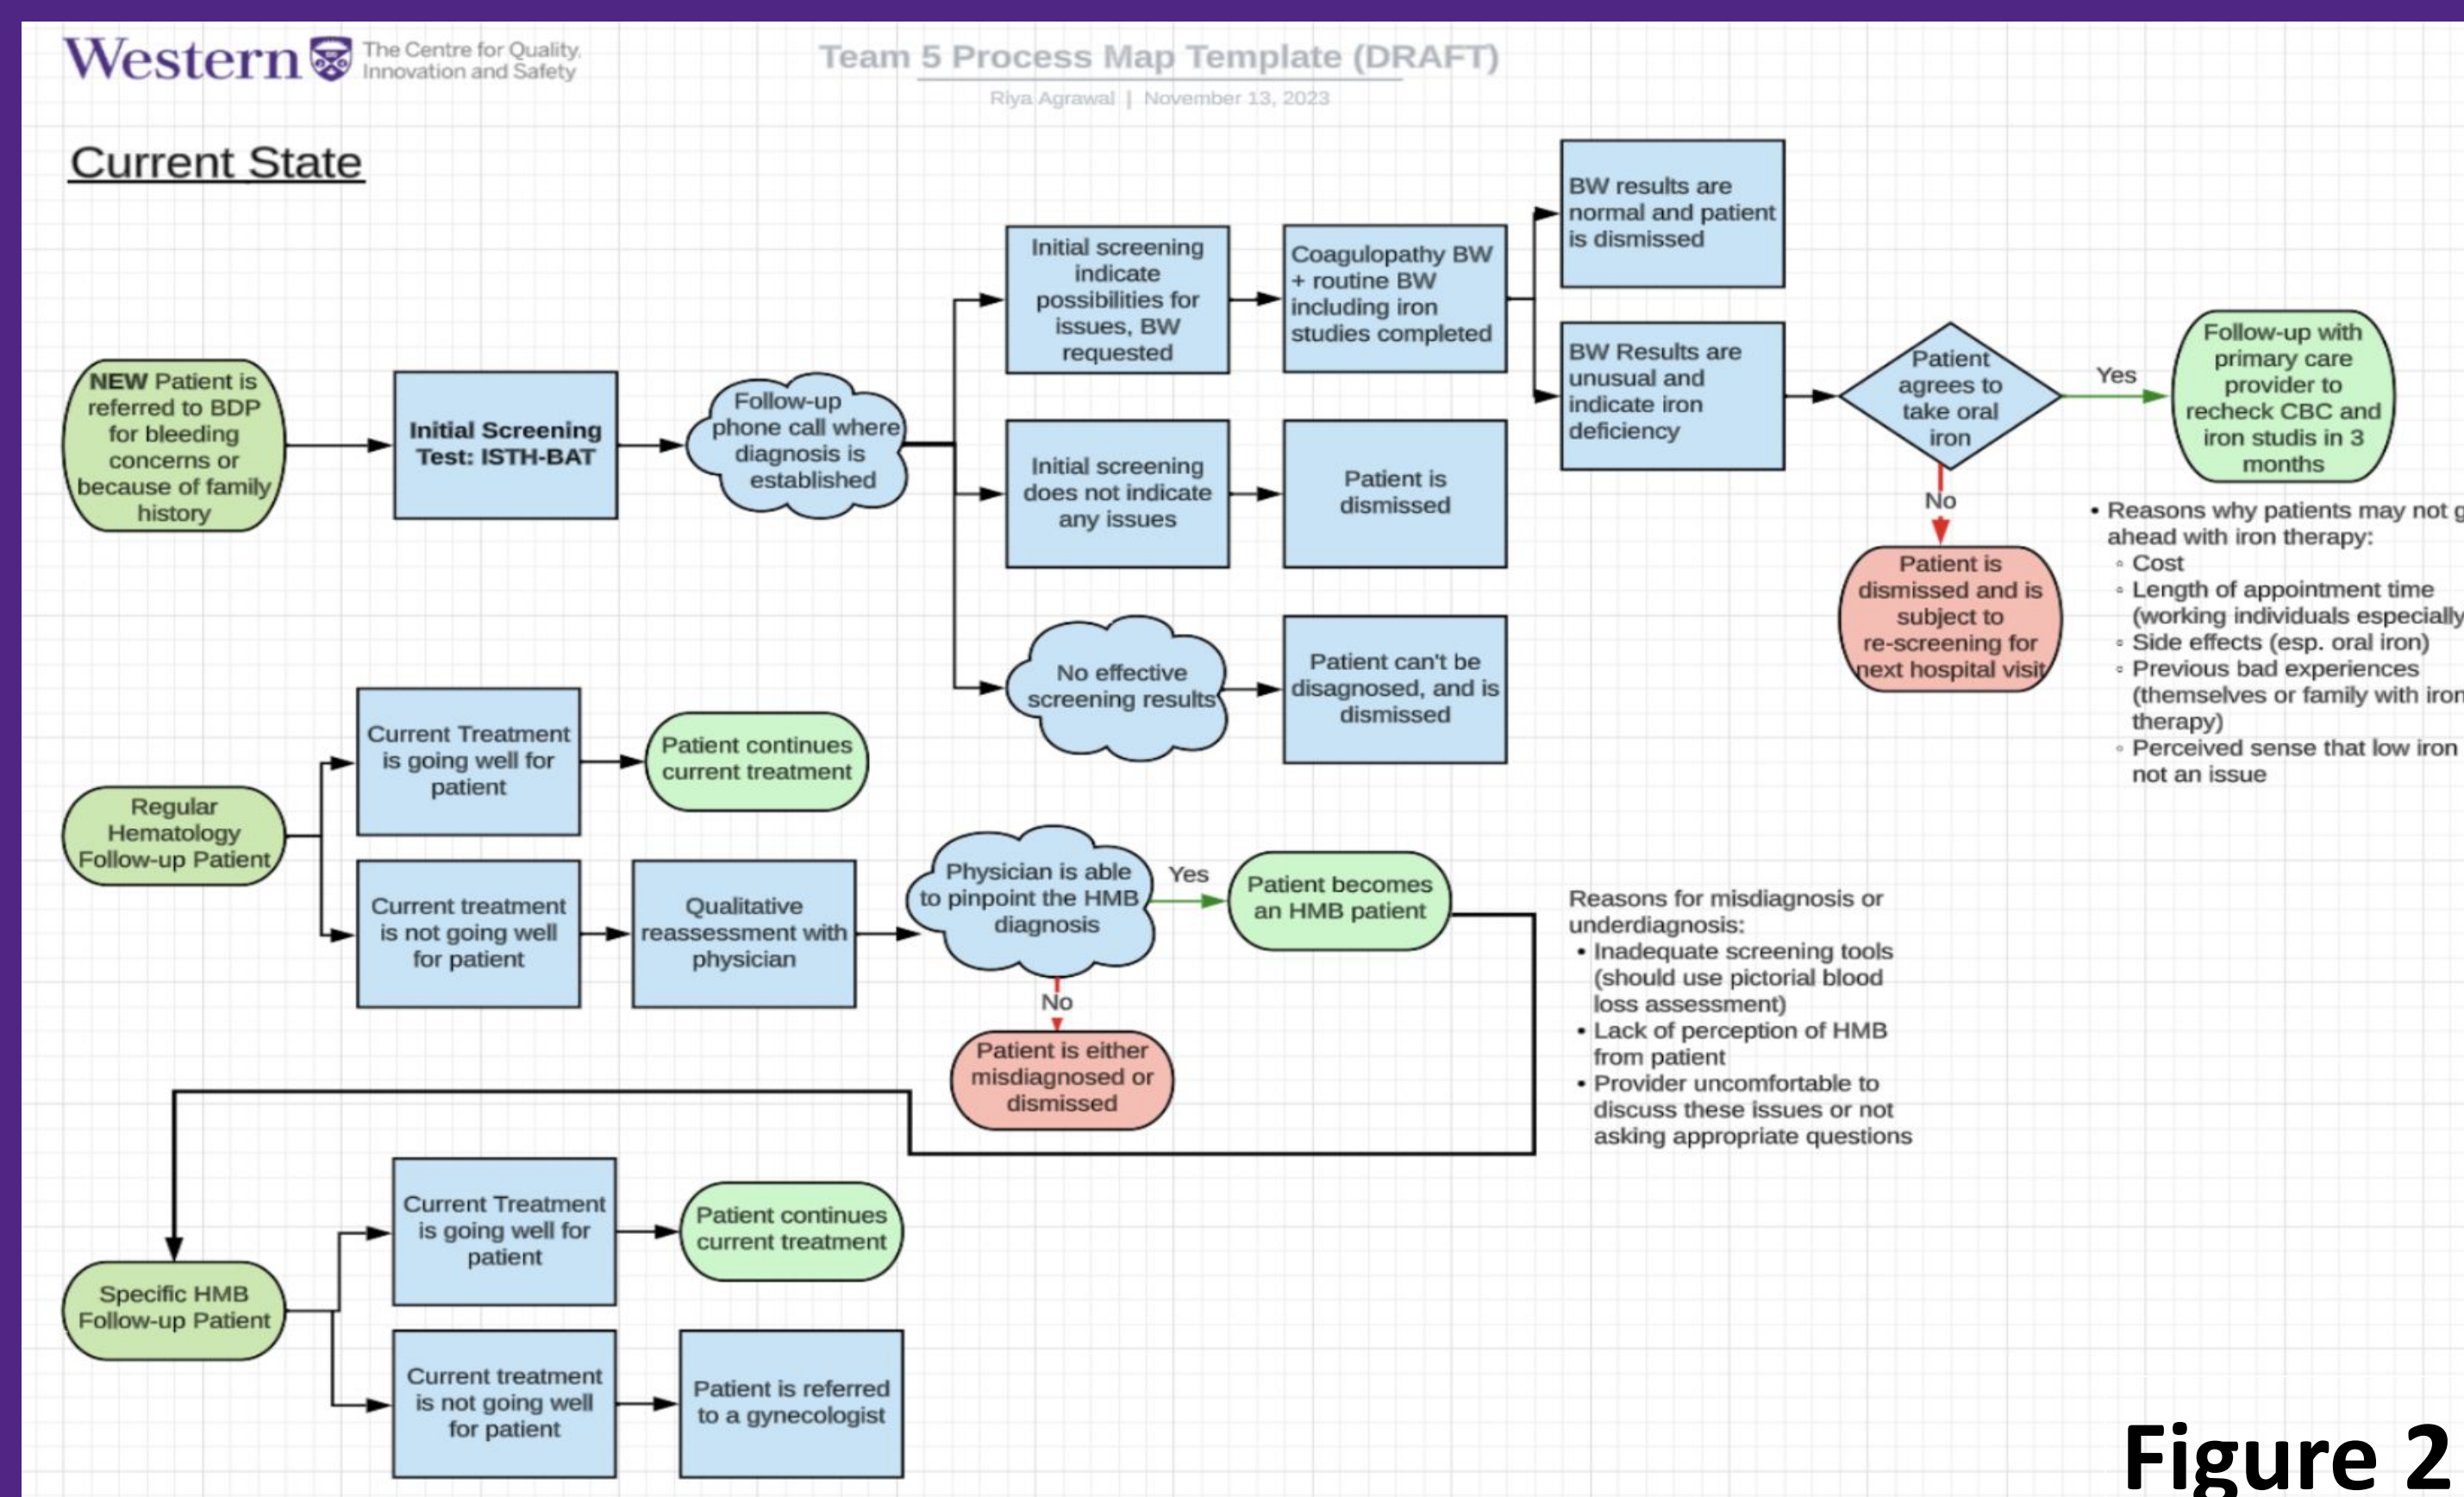 Western
The Centre for Quality,
Innovation and Safety
Team 5 Process Map Template (DRAFT)
Riya Agrawal | November 13, 2023
Current State
NEW Patient is
referred to BDP
for bleeding
concerns or
because of family
history
Initial Screening
Test: ISTH-BAT
Follow-up
phone call where
diagnosis is
established
Initial screening
indicate
possibilities for
issues, BW
requested
Coagulopathy BW
+ routine BW
including iron
studies completed
BW results are
normal and patient
is dismissed
BW Results are
unusual and
indicate iron
deficiency
Patient
agrees to
take oral
iron
Yes
Follow-up with
primary care
provider to
recheck CBC and
iron studis in 3
months
No
Patient is
dismissed and is
subject to
re-screening for
next hospital visit
• Reasons why patients may not g
ahead with iron therapy:
◦ Cost
◦ Length of appointment time
(working individuals especially
◦ Side effects (esp. oral iron)
◦ Previous bad experiences
(themselves or family with iron
therapy)
◦ Perceived sense that low iron
not an issue
Initial screening
does not indicate
any issues
Patient is
dismissed
No effective
screening results
Patient can't be
disagnosed, and is
dismissed
Regular
Hematology
Follow-up Patient
Current Treatment
is going well for
patient
Patient continues
current treatment
Current treatment
is not going well
for patient
Qualitative
reassessment with
physician
Physician is able
to pinpoint the HMB
diagnosis
Yes
Patient becomes
an HMB patient
No
Patient is either
misdiagnosed or
dismissed
Reasons for misdiagnosis or
underdiagnosis:
• Inadequate screening tools
(should use pictorial blood
loss assessment)
• Lack of perception of HMB
from patient
• Provider uncomfortable to
discuss these issues or not
asking appropriate questions
Specific HMB
Follow-up Patient
Current Treatment
is going well for
patient
Patient continues
current treatment
Current treatment
is not going well
for patient
Patient is referred
to a gynecologist
Figure 2